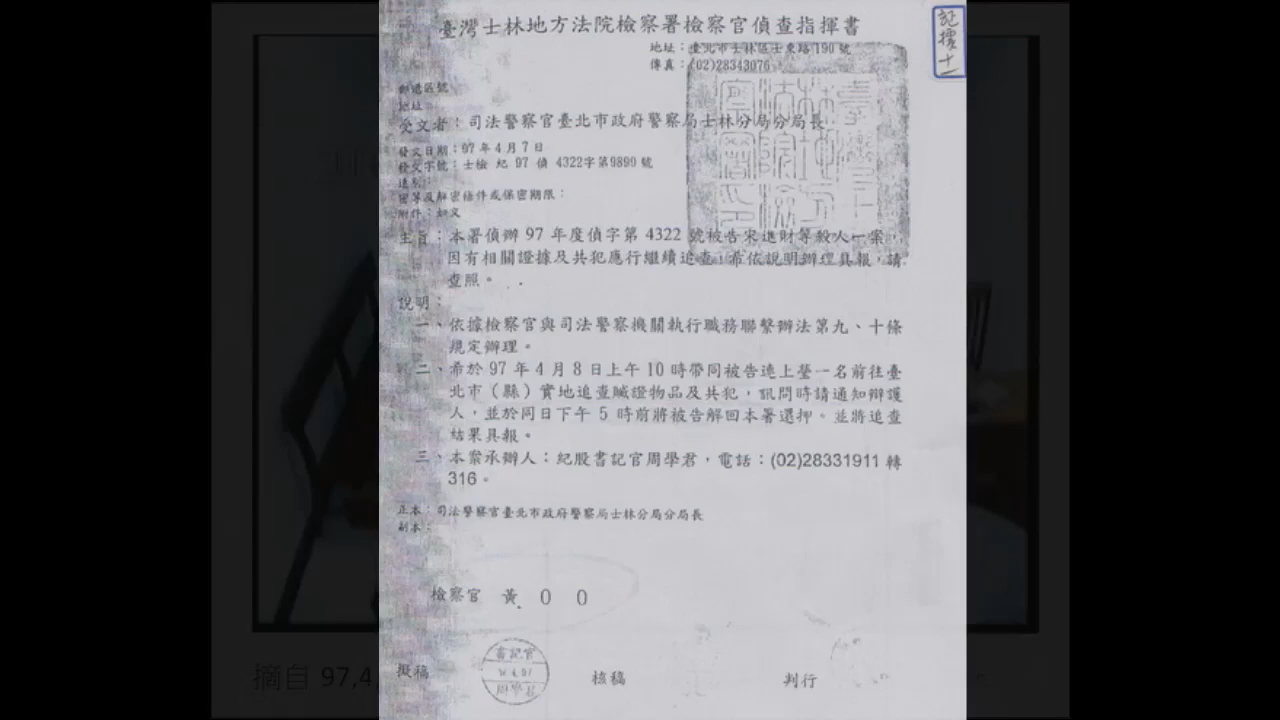 臺灣士林地方法院檢察署檢察官偵查指揮書
記援十一
地址：臺北市士林區士東路190號
傳真：(02)28343076
郵遞區號
地址
受文者：司法警察官臺北市政府警察局士林分局分局長
發文日期：97年4月7日
發文字號：士檢 紀 97 偵 4322字第9899號
速別：
密等及解密條件或保密期限：
附件：如文
主旨：本署偵辦97年度偵字第4322號被告宋進財等殺人一案，
因有相關證據及共犯應行繼續追查，希依說明辦理具報，請
查照。
說明：
一、依據檢察官與司法警察機關執行職務聯繫辦法第九、十條
規定辦理。
二、希於97年4月8日上午10時帶同被告連上瑩一名前往臺
北市（縣）實地追查贓證物品及共犯，訊問時請通知辯護
人，並於同日下午5時前將被告解回本署還押。並將追查
結果具報。
三、本案承辦人：紀股書記官周學君，電話：(02)28331911轉
316。
正本：司法警察官臺北市政府警察局士林分局分局長
副本：
檢察官 黃 O O
書記官
擬稿 核稿 判行
摘自 97,4,